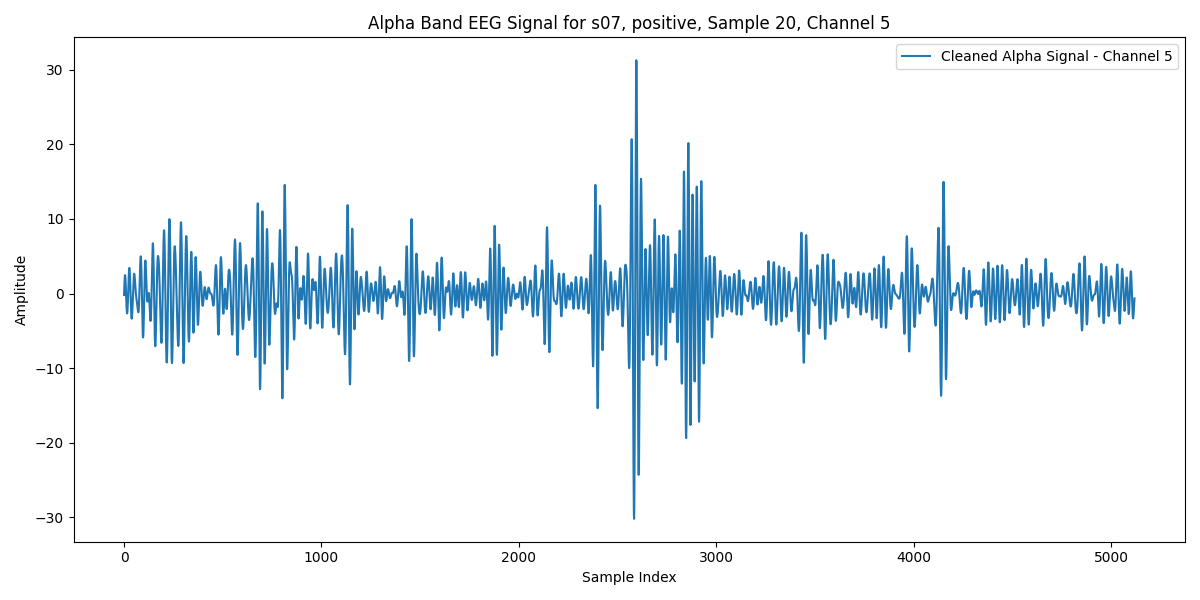 Alpha Band EEG Signal for s07, positive, Sample 20, Channel 5
Cleaned Alpha Signal - Channel 5
30
20
10
0
−10
−20
−30
Amplitude
0 1000 2000 3000 4000 5000
Sample Index